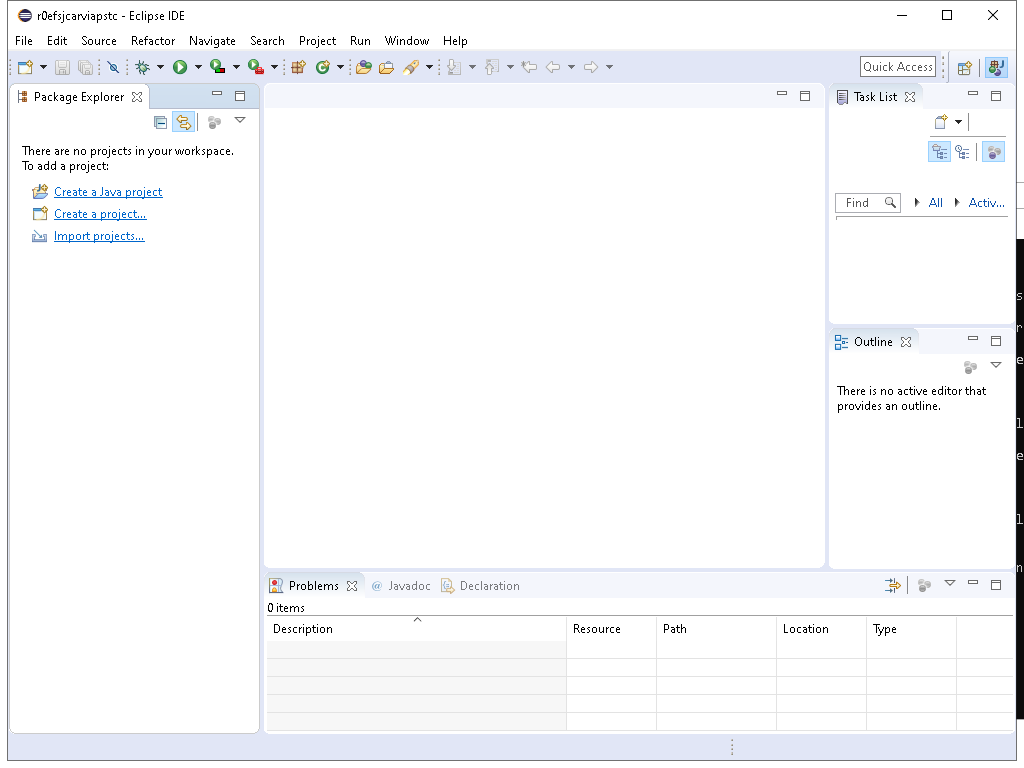 r0efsjcarviapstc - Eclipse IDE
File Edit Source Refactor Navigate Search Project Run Window Help
Quick Access
Package Explorer
There are no projects in your workspace.
To add a project:
Create a Java project
Create a project...
Import projects...
Task List
Find All Activ...
Outline
There is no active editor that
provides an outline.
Problems @ Javadoc Declaration
0 items
Description Resource Path Location Type
s
r
e
l
e
l
n